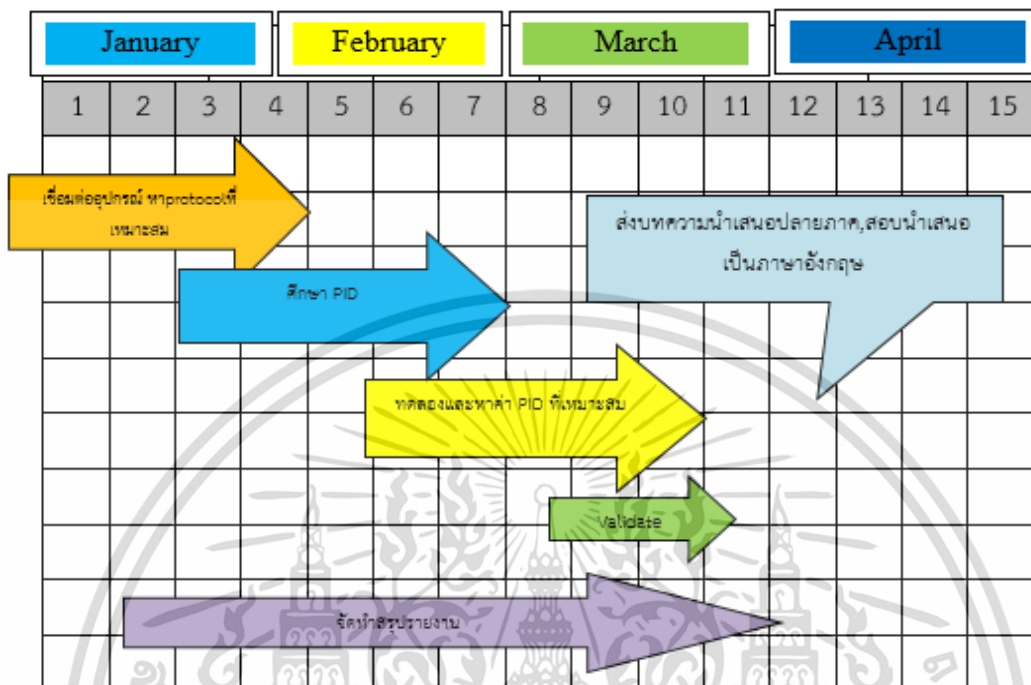 January February March April
1 2 3 4 5 6 7 8 9 10 11 12 13 14 15
เชื่อมต่ออุปกรณ์ หาprotocolที่
เหมาะสม
ส่งบทความนำเสนอปลายภาค,สอบนำเสนอ
เป็นภาษาอังกฤษ
ศึกษา PID
ทดลองและหาค่า PID ที่เหมาะสม
Validate
จัดทำสรุปรายงาน